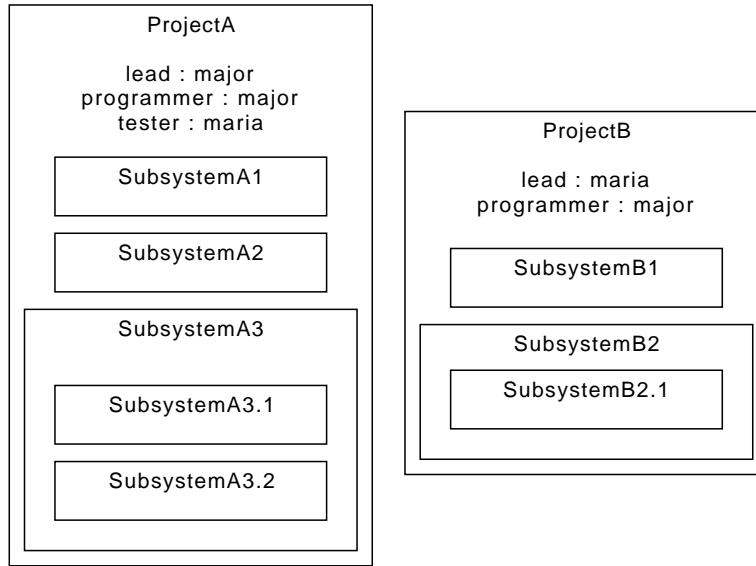 ProjectA
lead : major
programmer : major
tester : maria
SubsystemA1
SubsystemA2
SubsystemA3
SubsystemA3.1
SubsystemA3.2
ProjectB
lead : maria
programmer : major
SubsystemB1
SubsystemB2
SubsystemB2.1